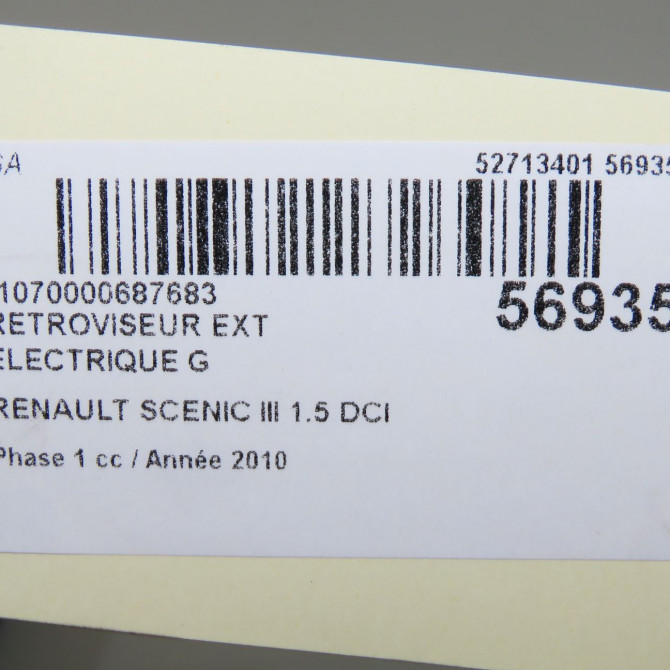 52713401 56935
1070000687683
56935
RETROVISEUR EXT
ELECTRIQUE G
RENAULT SCENIC III 1.5 DCI
Phase 1 cc / Année 2010